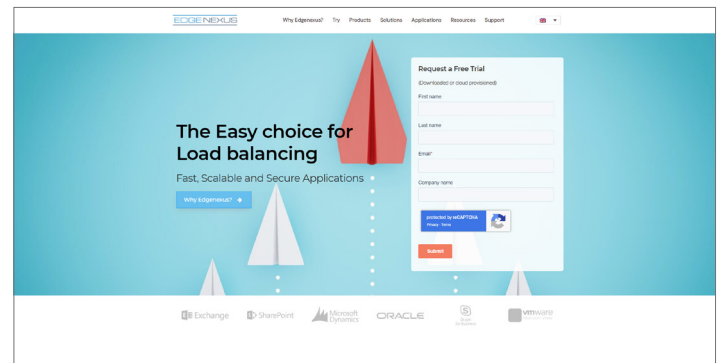 EDGENEXUS
Why Edgenexus? Try Products Solutions Applications Resources Support
Request a Free Trial
(Downloaded or cloud provisioned)
First name
Last name
Email*
Company name
protected by reCAPTCHA
Privacy Terms
Submit
The Easy choice for
Load balancing
Fast, Scalable and Secure Applications
Why Edgenexus?
Exchange
SharePoint
Microsoft
Dynamics
ORACLE
vmware